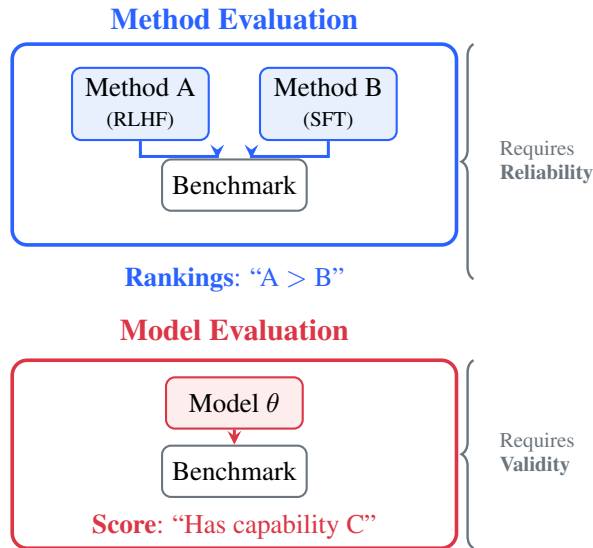 Method Evaluation
Method A
(RLHF)
Method B
(SFT)
Benchmark
Requires
Reliability
Rankings: “A > B”
Model Evaluation
Model θ
Benchmark
Requires
Validity
Score: “Has capability C”